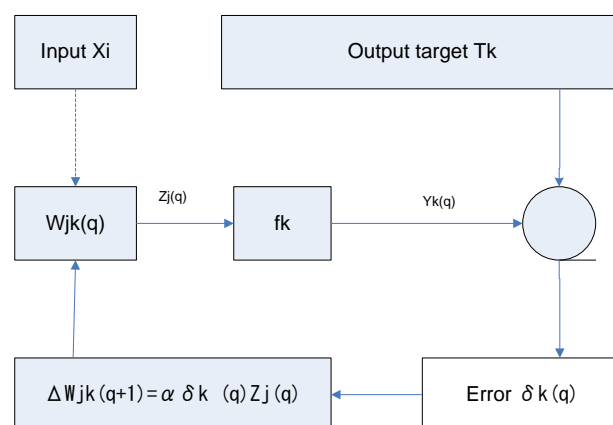 Input Xi
Output target Tk
Zj(q)
Yk(q)
Wjk(q)
fk
ΔWjk(q+1)=αδk (q)Zj(q)
Error δk(q)